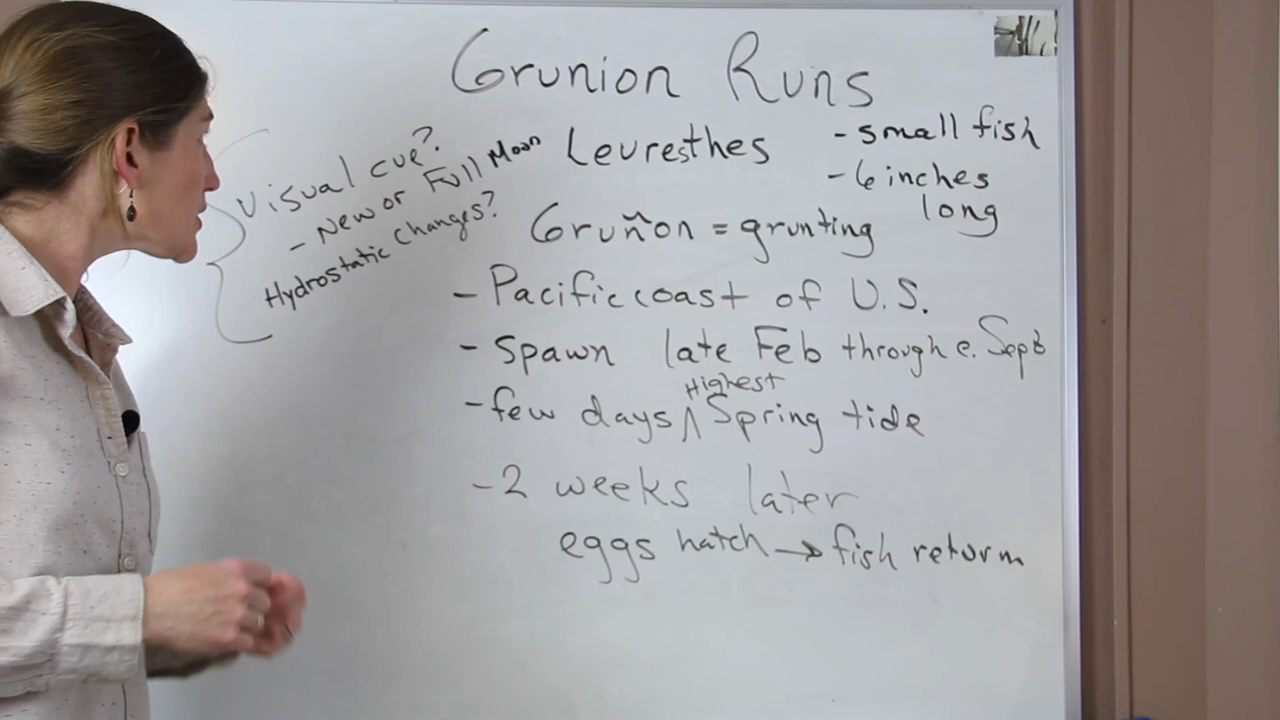 Grunion Runs
Visual cue?
- New or Full Moon
Hydrostatic Changes?
Leuresthes
- small fish
- 6 inches
long
Gruñon = grunting
- Pacific coast of U.S.
- Spawn late Feb through e. Sept
Highest
- few days ^ Spring tide
- 2 weeks later
eggs hatch → fish return